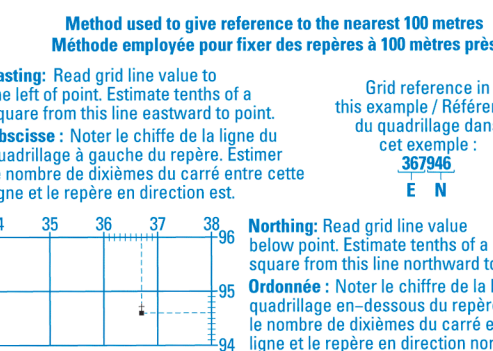 Method used to give reference to the nearest 100 metres
Méthode employée pour fixer des repères à 100 mètres près
asting: Read grid line value to
e left of point. Estimate tenths of a
quare from this line eastward to point.
bscisse : Noter le chiffe de la ligne du
uadrillage à gauche du repère. Estimer
e nombre de dixièmes du carré entre cette
gne et le repère en direction est.
Grid reference in
this example / Référen
du quadrillage dan
cet exemple :
367946
E N
4 35 36 37 38
96
95
94
Northing: Read grid line value
below point. Estimate tenths of a
square from this line northward to
Ordonnée : Noter le chiffre de la l
quadrillage en-dessous du repère
le nombre de dixièmes du carré e
ligne et le repère en direction nor